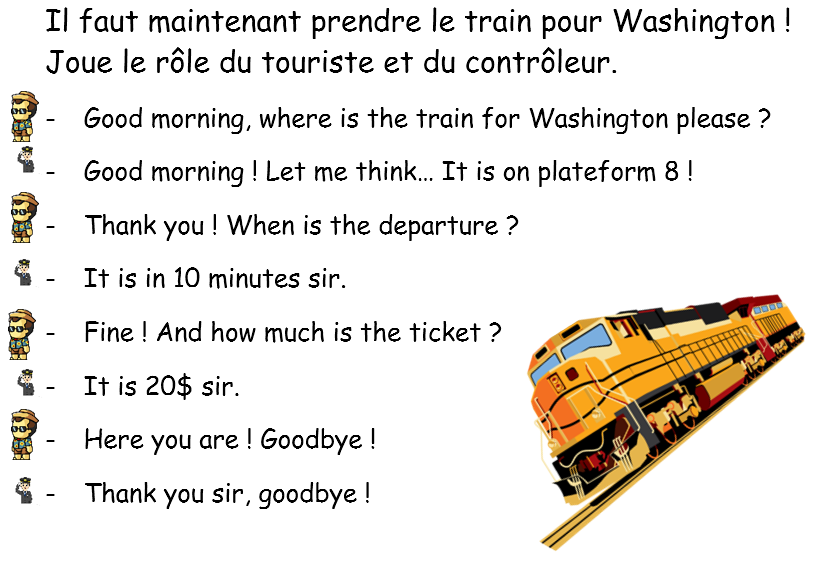 Il faut maintenant prendre le train pour Washington !
Joue le rôle du touriste et du contrôleur.
- Good morning, where is the train for Washington please ?
- Good morning ! Let me think… It is on plateform 8 !
- Thank you ! When is the departure ?
- It is in 10 minutes sir.
- Fine ! And how much is the ticket ?
- It is 20$ sir.
- Here you are ! Goodbye !
- Thank you sir, goodbye !